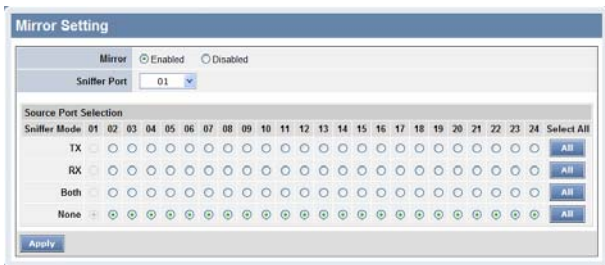 Mirror Setting
Mirror Enabled Disabled
Sniffer Port 01
Source Port Selection
Sniffer Mode 01 02 03 04 05 06 07 08 09 10 11 12 13 14 15 16 17 18 19 20 21 22 23 24 Select All
TX All
RX All
Both All
None All
Apply